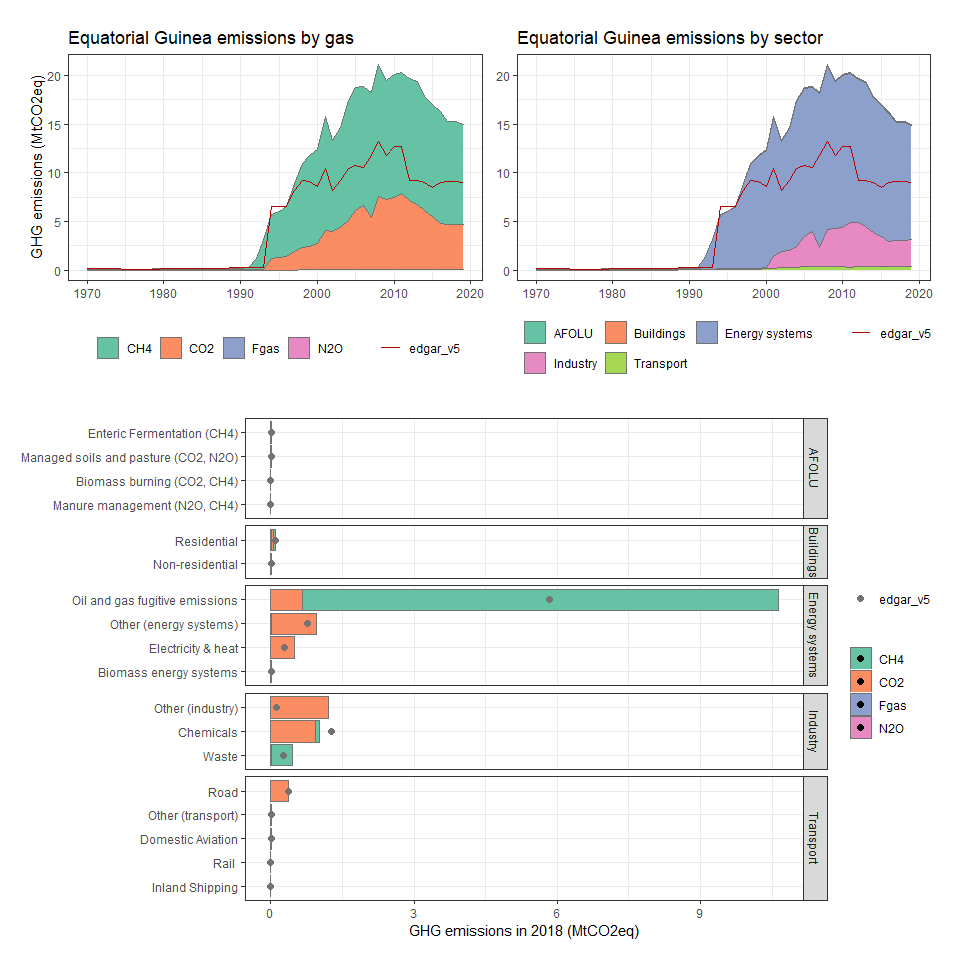 Equatorial Guinea emissions by gas
GHG emissions (MtCO2eq)
20
15
10
5
0
1970 1980 1990 2000 2010 2020
CH4 CO2 Fgas N2O edgar_v5
Equatorial Guinea emissions by sector
20
15
10
5
0
1970 1980 1990 2000 2010 2020
AFOLU Buildings Energy systems edgar_v5
Industry Transport
Enteric Fermentation (CH4)
Managed soils and pasture (CO2, N2O)
Biomass burning (CO2, CH4)
Manure management (N2O, CH4)
AFOLU
Residential
Non-residential
Buildings
Oil and gas fugitive emissions
Other (energy systems)
Electricity & heat
Biomass energy systems
Energy systems
Other (industry)
Chemicals
Waste
Industry
Road
Other (transport)
Domestic Aviation
Rail
Inland Shipping
Transport
0 3 6 9
GHG emissions in 2018 (MtCO2eq)
edgar_v5
CH4
CO2
Fgas
N2O